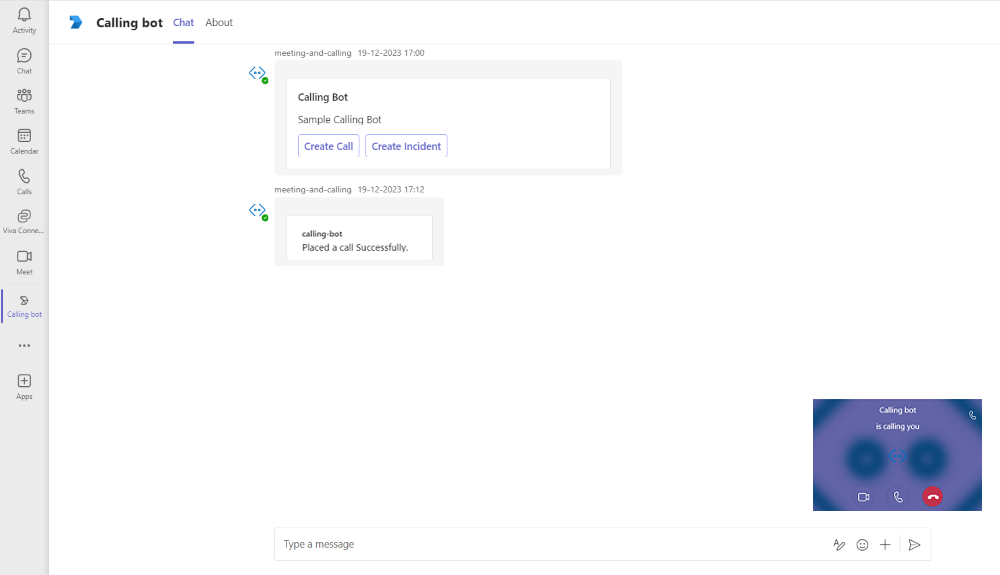 Activity
Chat
Teams
Calendar
Calls
Viva Conne...
Meet
Calling bot
Apps
Calling bot Chat About
meeting-and-calling 19-12-2023 17:00
Calling Bot
Sample Calling Bot
Create Call Create Incident
meeting-and-calling 19-12-2023 17:12
calling-bot
Placed a call Successfully.
Calling bot
is calling you
Type a message